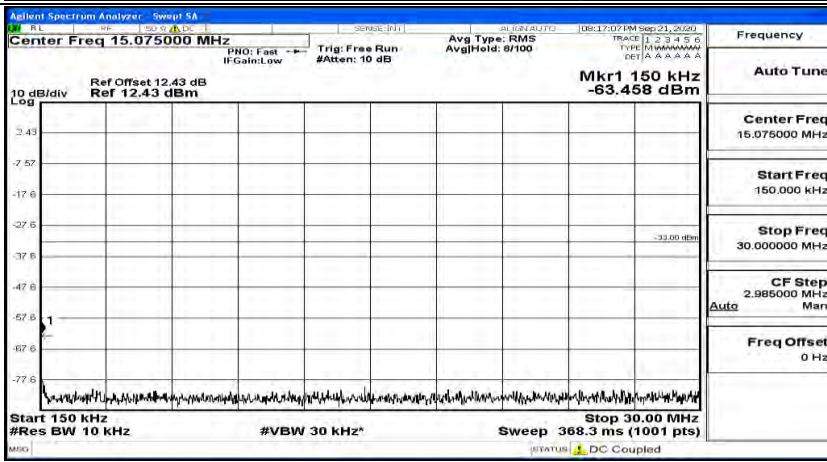 Agilent Spectrum Analyzer - Swept SA
RL RF 50 Ω DC SENSE:INT ALIGN AUTO 08:17:07 PM Sep 21, 2020
Center Freq 15.075000 MHz
PNO: Fast
IFGain:Low
Trig: Free Run
#Atten: 10 dB
Avg Type: RMS
Avg|Hold: 8/100
TRACE 1 2 3 4 5 6
TYPE M
DET A A A A A A
Ref Offset 12.43 dB
Ref 12.43 dBm
Mkr1 150 kHz
-63.458 dBm
10 dB/div
Log
2.43
-7.57
-17.6
-27.6
-33.00 dBm
-37.6
-47.6
-57.6
1
-67.6
-77.6
Start 150 kHz
Stop 30.00 MHz
#Res BW 10 kHz
#VBW 30 kHz*
Sweep 368.3 ms (1001 pts)
MSG
STATUS
DC Coupled
Frequency
Auto Tune
Center Freq
15.075000 MHz
Start Freq
150.000 kHz
Stop Freq
30.000000 MHz
CF Step
2.985000 MHz
Auto Man
Freq Offset
0 Hz